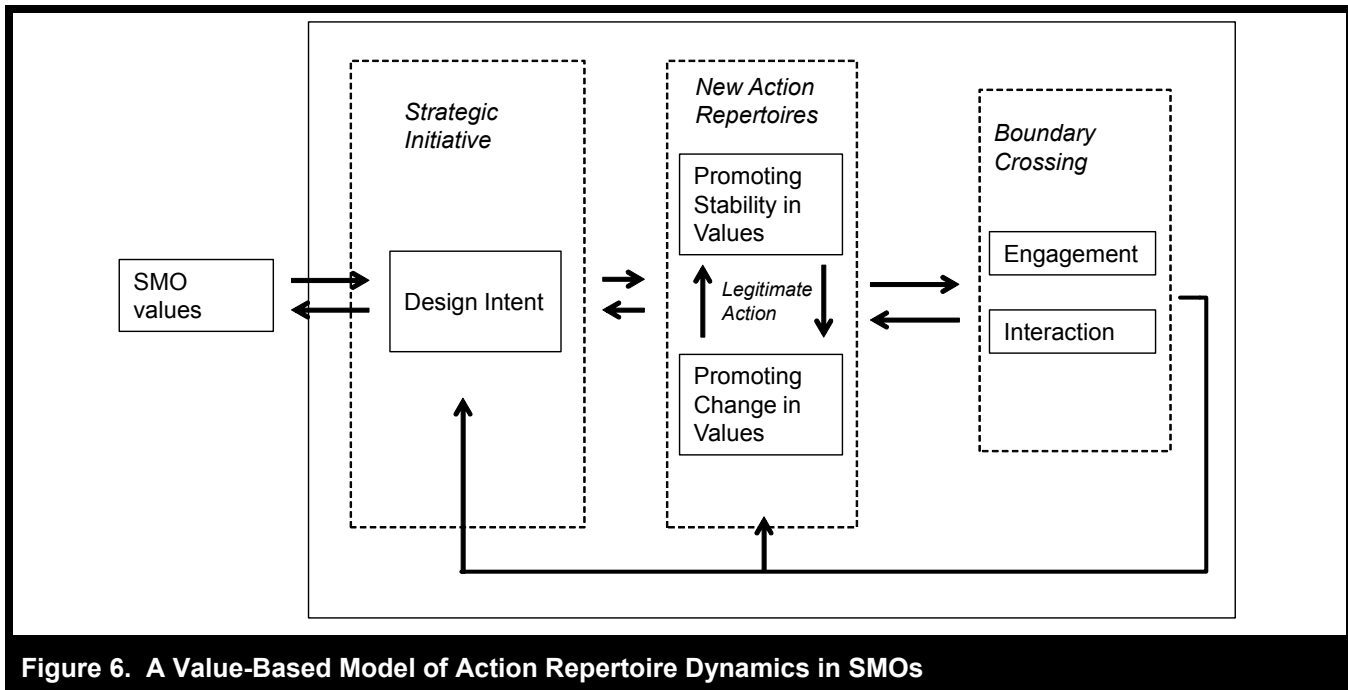 Strategic
Initiative
New Action
Repertoires
Boundary
Crossing
SMO
values
Design Intent
Promoting
Stability in
Values
Legitimate
Action
Promoting
Change in
Values
Engagement
Interaction
Figure 6. A Value-Based Model of Action Repertoire Dynamics in SMOs